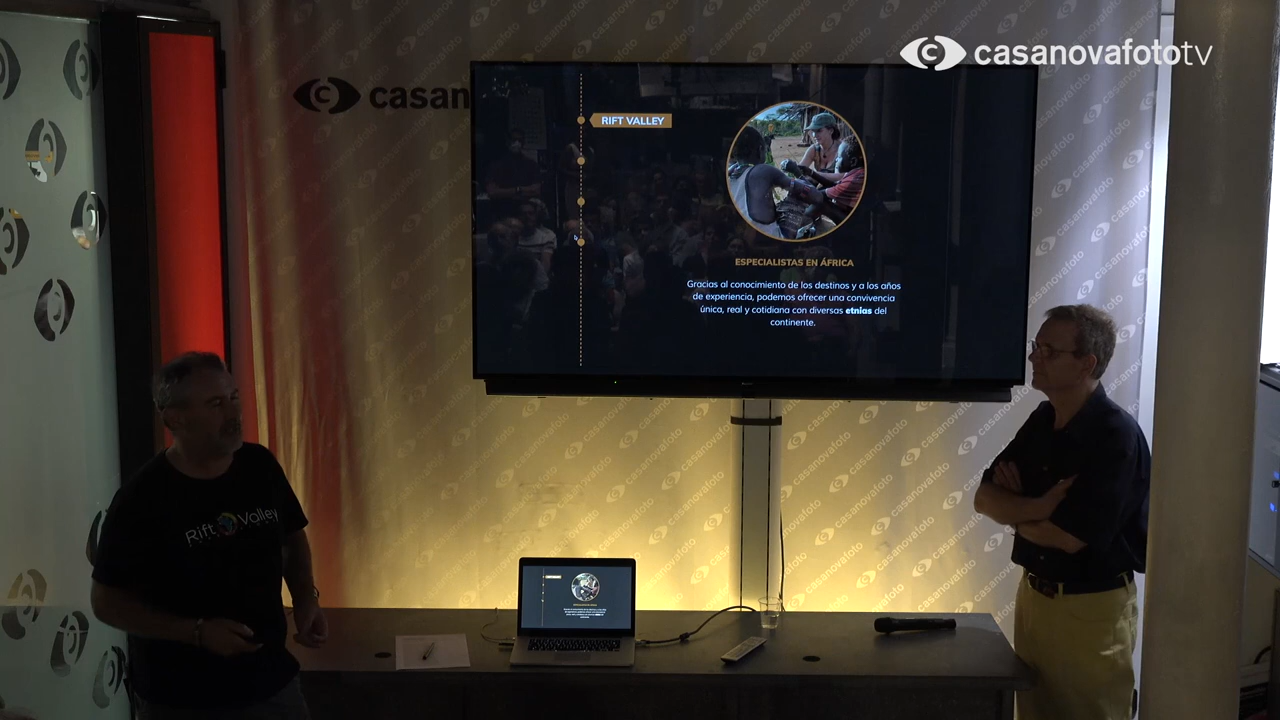 casanovafototv
casan
RIFT VALLEY
ESPECIALISTAS EN ÁFRICA
Gracias al conocimiento de los destinos y a los años
de experiencia, podemos ofrecer una convivencia
única, real y cotidiana con diversas etnias del
continente.
Rift Valley
casanovafoto